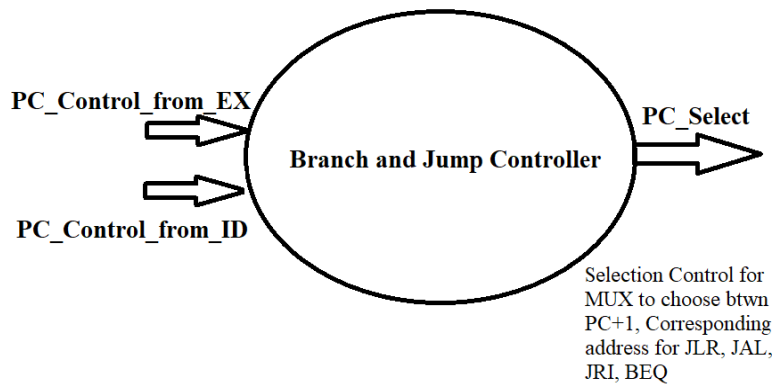 PC_Control_from_EX
PC_Select
Branch and Jump Controller
PC_Control_from_ID
Selection Control for
MUX to choose btwn
PC+1, Corresponding
address for JLR, JAL,
JRI, BEQ